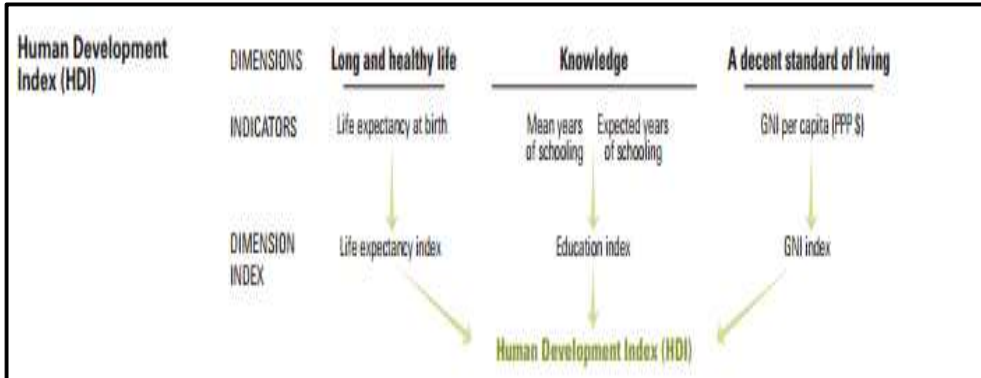 Human Development
Index (HDI)
DIMENSIONS Long and healthy life Knowledge A decent standard of living
INDICATORS Life expectancy at birth Mean years Expected years GNI per capita (PPP $)
of schooling of schooling
DIMENSION Life expectancy index Education index GNI index
INDEX
Human Development Index (HDI)